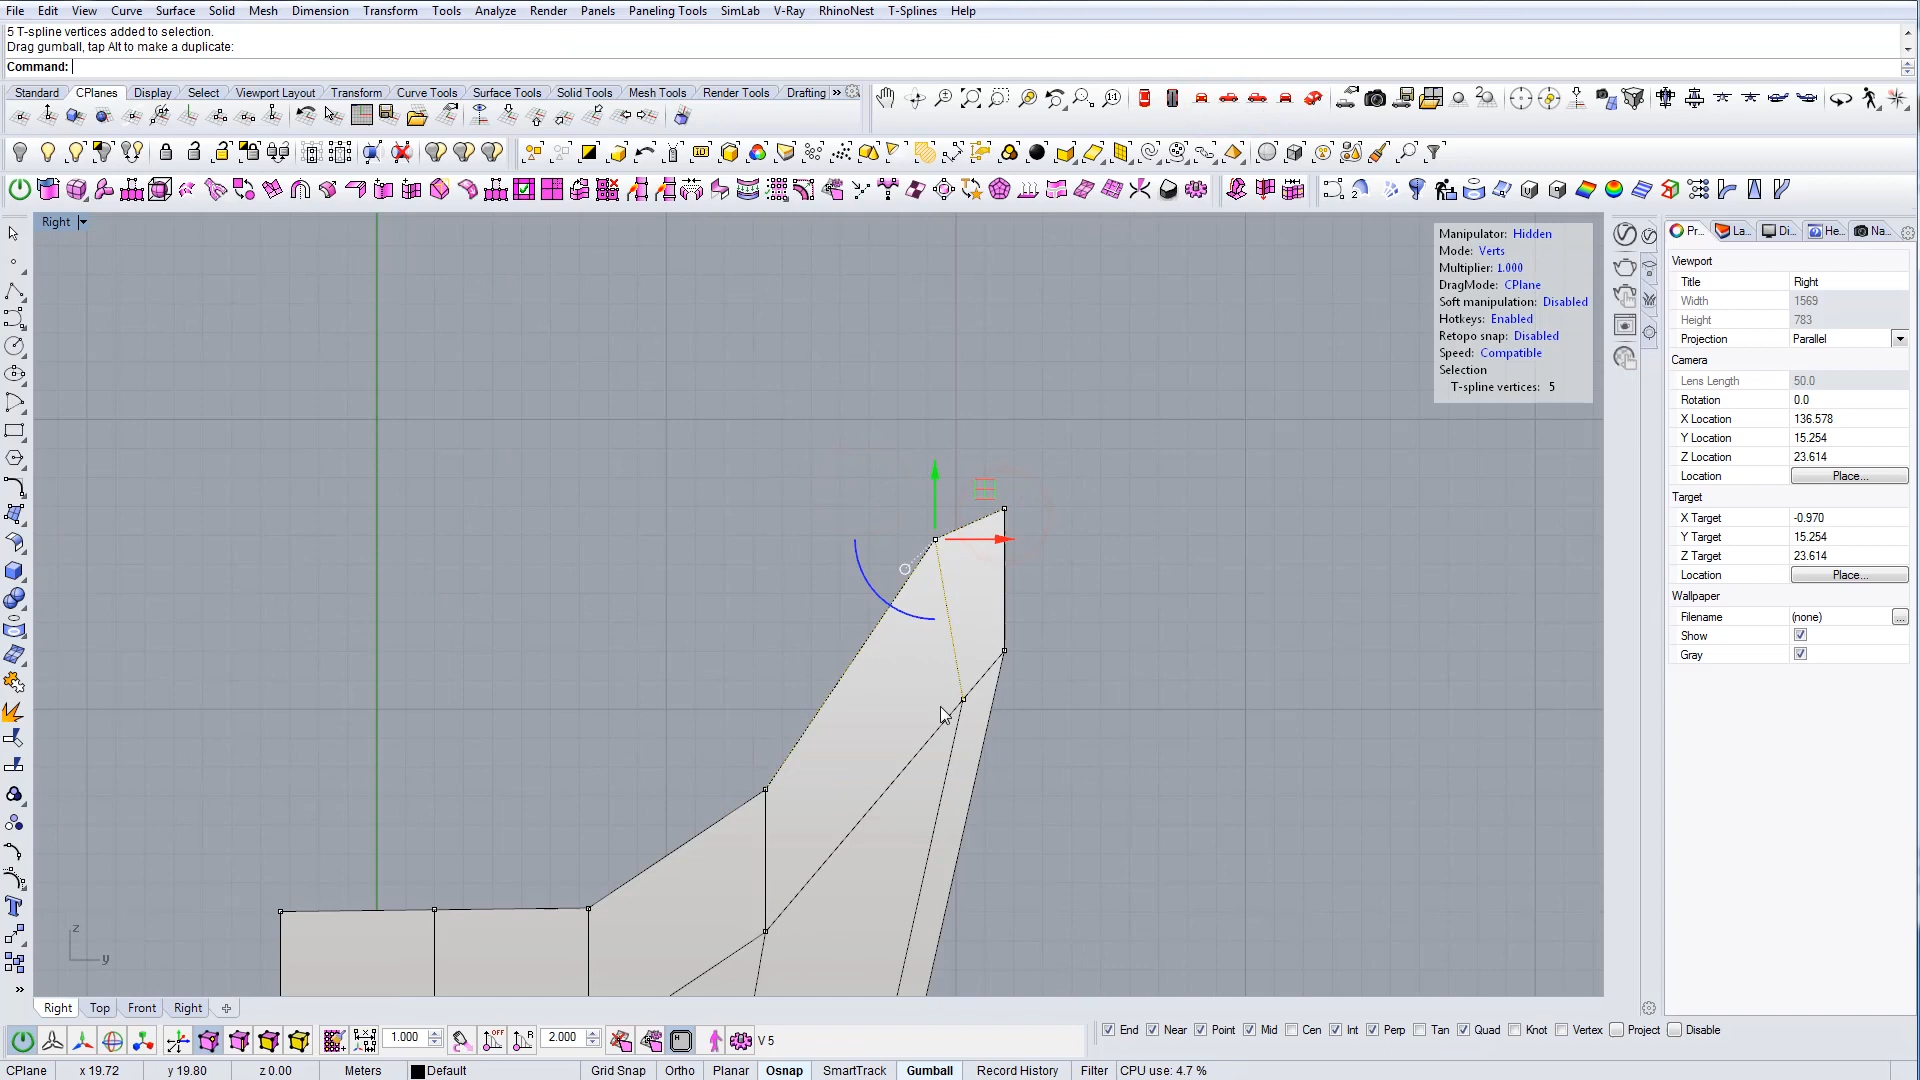 File Edit View Curve Surface Solid Mesh Dimension Transform Tools Analyze Render Panels Paneling Tools SimLab V-Ray RhinoNest T-Splines Help
5 T-spline vertices added to selection.
Drag gumball, tap Alt to make a duplicate:
Command:
Standard CPlanes Display Select Viewport Layout Transform Curve Tools Surface Tools Solid Tools Mesh Tools Render Tools Drafting »
Right
Manipulator: Hidden
Mode: Verts
Multiplier: 1.000
DragMode: CPlane
Soft manipulation: Disabled
Hotkeys: Enabled
Retopo snap: Disabled
Speed: Compatible
Selection
T-spline vertices: 5
Pr... La... Di... He... Na...
Viewport
Title Right
Width 1569
Height 783
Projection Parallel
Camera
Lens Length 50.0
Rotation 0.0
X Location 136.578
Y Location 15.254
Z Location 23.614
Location Place...
Target
X Target -0.970
Y Target 15.254
Z Target 23.614
Location Place...
Wallpaper
Filename (none) ...
Show
Gray
z
y
Right Top Front Right
1.000 OFF R 2.000 H V 5
End Near Point Mid Cen Int Perp Tan Quad Knot Vertex Project Disable
CPlane x 19.72 y 19.80 z 0.00 Meters Default Grid Snap Ortho Planar Osnap SmartTrack Gumball Record History Filter CPU use: 4.7 %